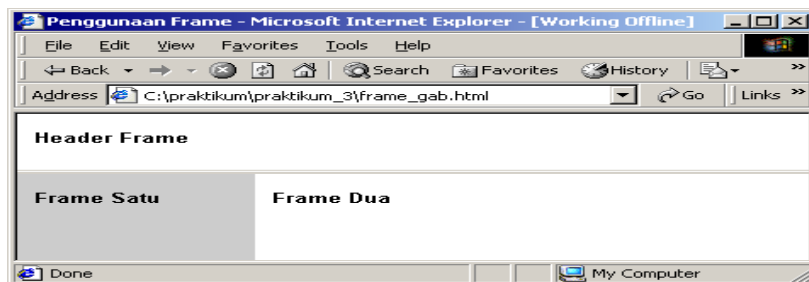 Penggunaan Frame - Microsoft Internet Explorer - [Working Offline]
File Edit View Favorites Tools Help
Back Search Favorites History »
Address C:\praktikum\praktikum_3\frame_gab.html Go Links »
Header Frame
Frame Satu Frame Dua
Done My Computer